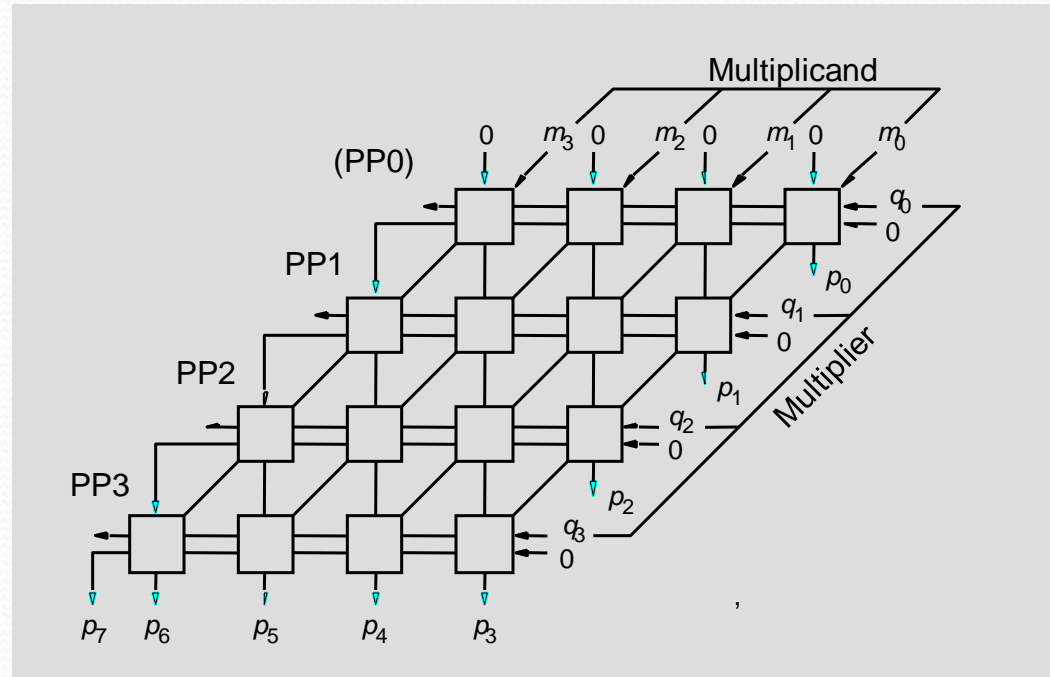 Multiplicand
0 m3 0 m2 0 m1 0 m0
(PP0)
q0
0
PP1
p0
q1
0
PP2
p1
Multiplier
q2
0
PP3
p2
q3
0
,
p7 p6 p5 p4 p3